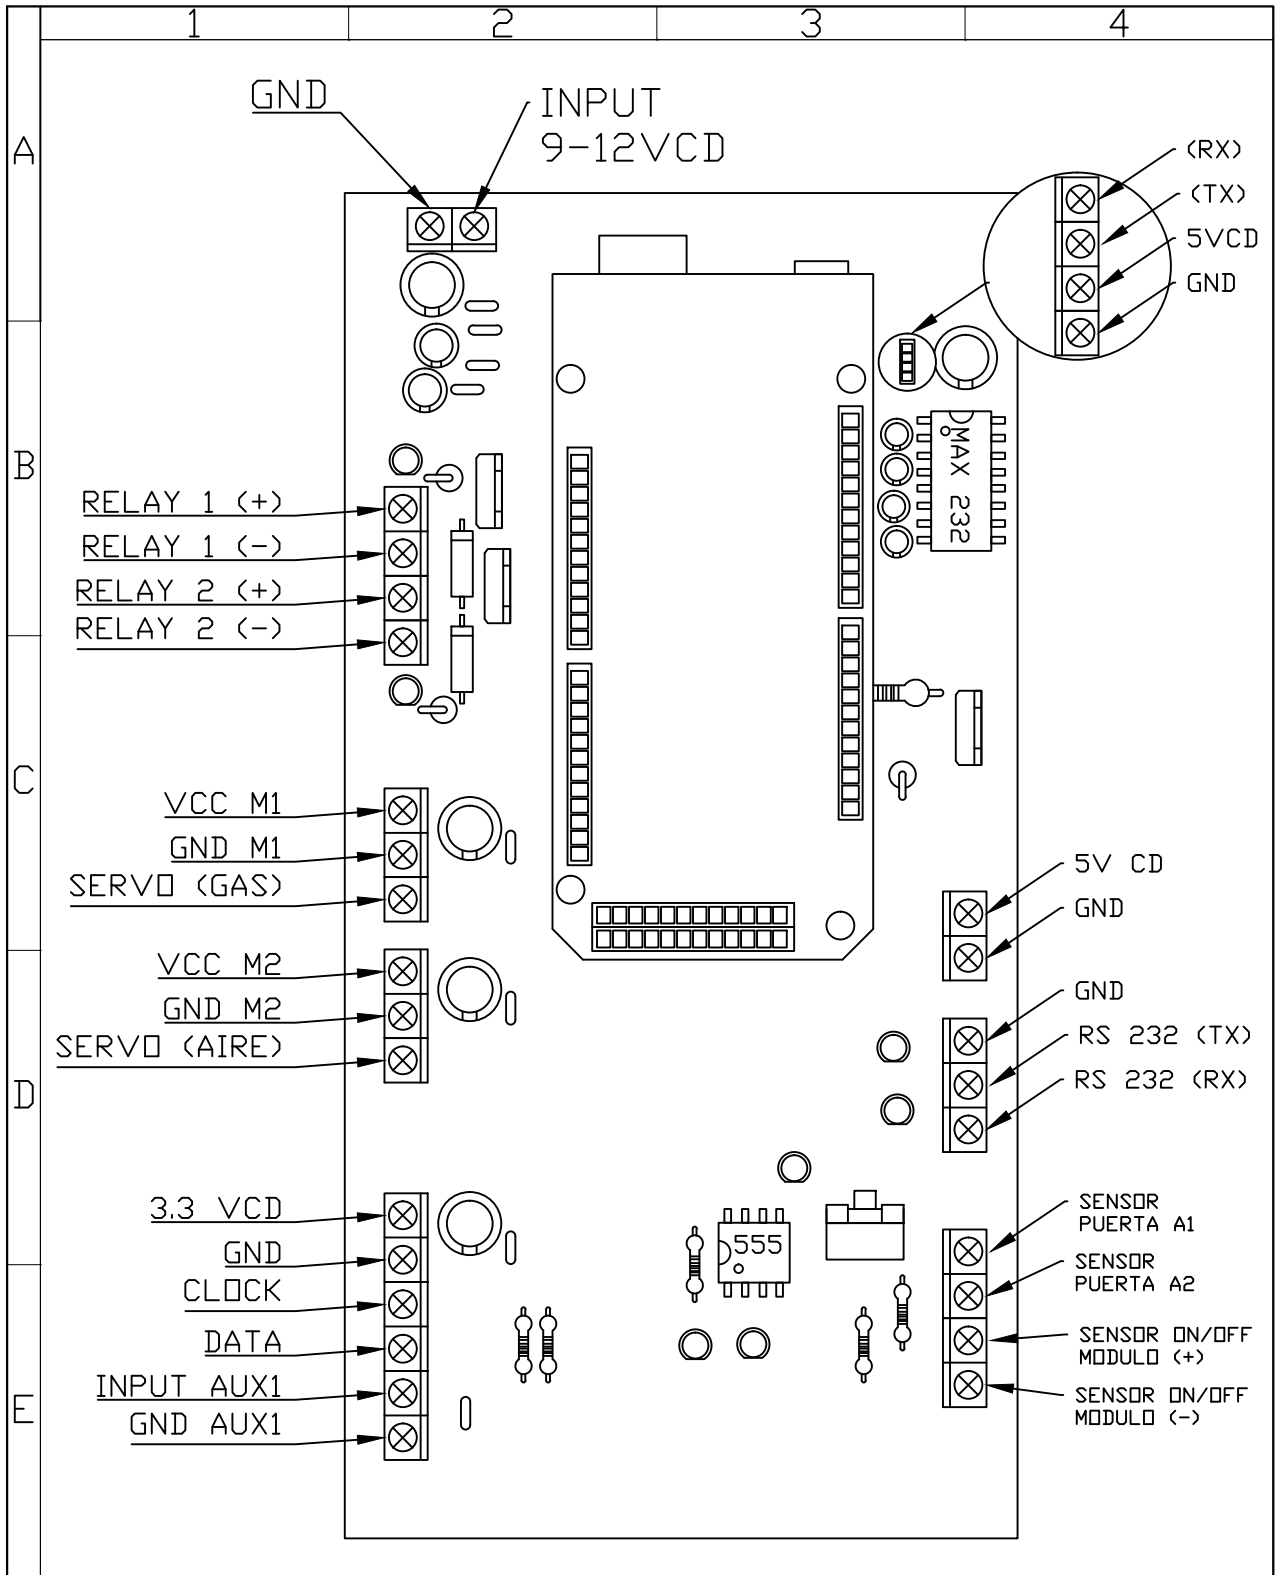 1 2 3 4
A
B
C
D
E
GND
INPUT
9-12VCD
(RX)
(TX)
5VCD
GND
MAX 232
RELAY 1 (+)
RELAY 1 (-)
RELAY 2 (+)
RELAY 2 (-)
VCC M1
GND M1
SERVO (GAS)
VCC M2
GND M2
SERVO (AIRE)
5V CD
GND
GND
RS 232 (TX)
RS 232 (RX)
3.3 VCD
GND
CLOCK
DATA
INPUT AUX1
GND AUX1
555
SENSOR
PUERTA A1
SENSOR
PUERTA A2
SENSOR ON/OFF
MODULO (+)
SENSOR ON/OFF
MODULO (-)